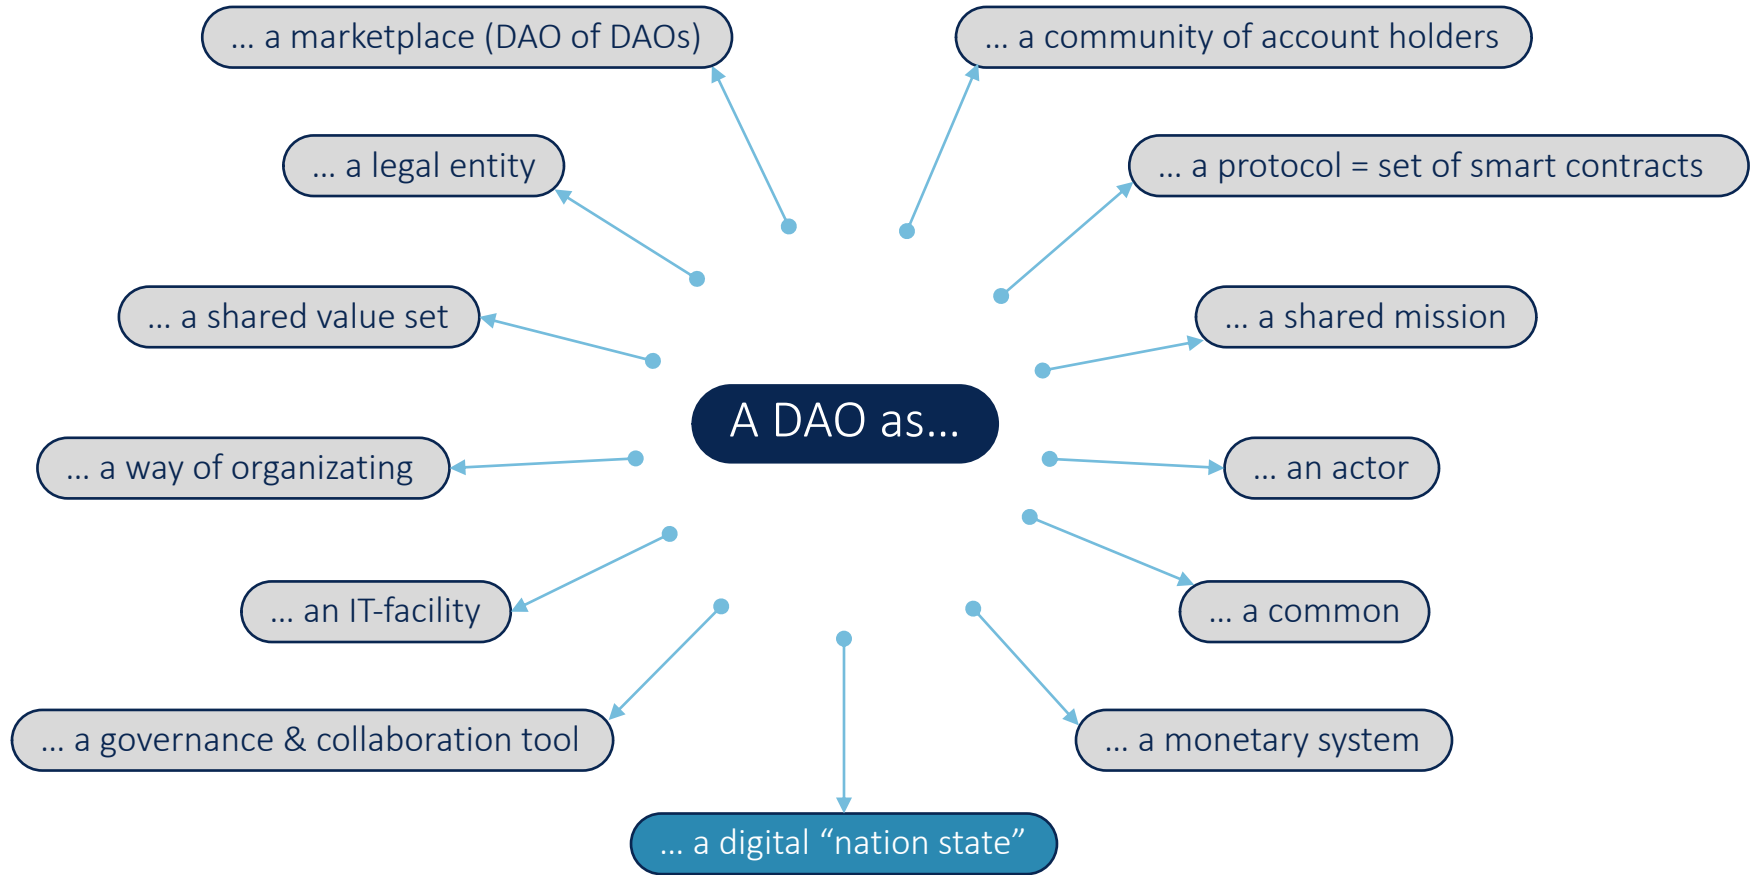 ... a marketplace (DAO of DAOs)
... a community of account holders
... a legal entity
... a protocol = set of smart contracts
... a shared value set
... a shared mission
A DAO as...
... a way of organizating
... an actor
... an IT-facility
... a common
... a governance & collaboration tool
... a monetary system
... a digital “nation state”